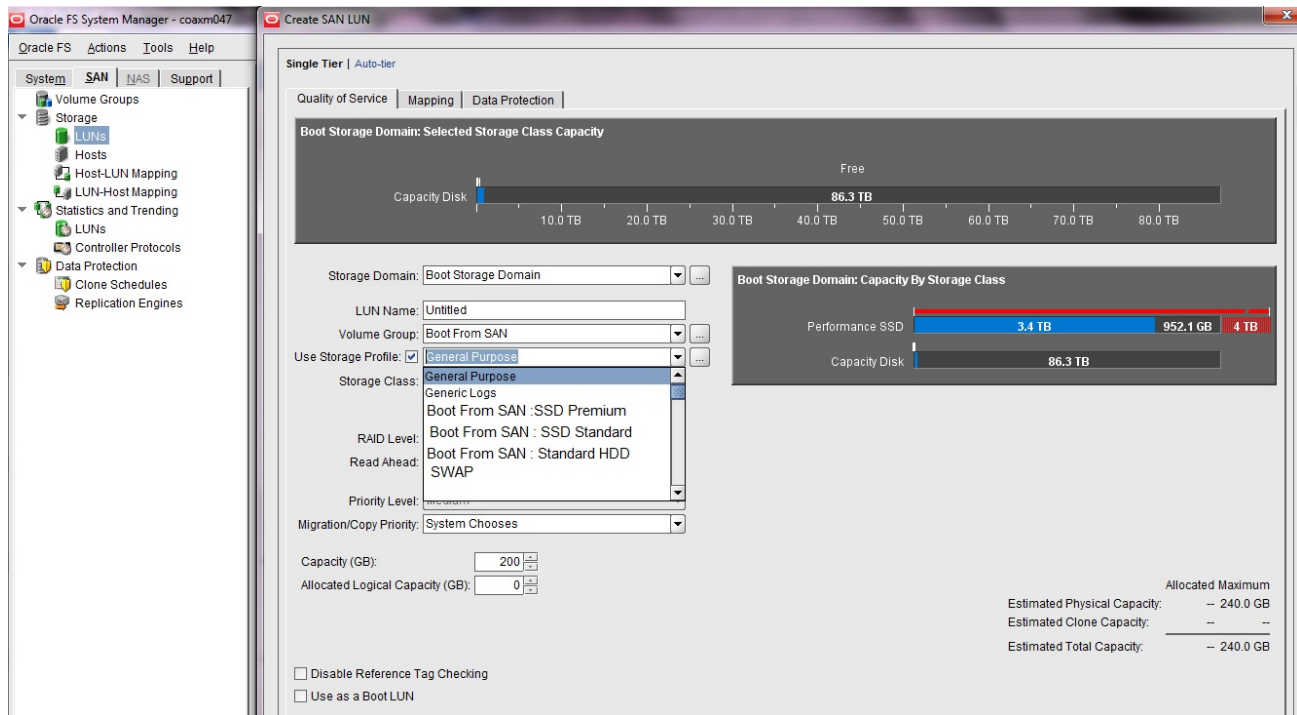 Oracle FS System Manager - coaxm047
Create SAN LUN
Oracle FS Actions Tools Help
System SAN NAS Support
Volume Groups
Storage
LUNs
Hosts
Host-LUN Mapping
LUN-Host Mapping
Statistics and Trending
LUNs
Controller Protocols
Data Protection
Clone Schedules
Replication Engines
Single Tier | Auto-tier
Quality of Service Mapping Data Protection
Boot Storage Domain: Selected Storage Class Capacity
Free
Capacity Disk 86.3 TB
10.0 TB 20.0 TB 30.0 TB 40.0 TB 50.0 TB 60.0 TB 70.0 TB 80.0 TB
Storage Domain: Boot Storage Domain ...
LUN Name: Untitled
Volume Group: Boot From SAN ...
Use Storage Profile: General Purpose ...
Storage Class: General Purpose
Generic Logs
Boot From SAN :SSD Premium
Boot From SAN : SSD Standard
RAID Level:
Boot From SAN : Standard HDD
Read Ahead:
SWAP
Priority Level: Medium
Migration/Copy Priority: System Chooses
Capacity (GB): 200
Allocated Logical Capacity (GB): 0
Disable Reference Tag Checking
Use as a Boot LUN
Boot Storage Domain: Capacity By Storage Class
Performance SSD 3.4 TB 952.1 GB 4 TB
Capacity Disk 86.3 TB
Allocated Maximum
Estimated Physical Capacity: -- 240.0 GB
Estimated Clone Capacity: -- --
Estimated Total Capacity: -- 240.0 GB